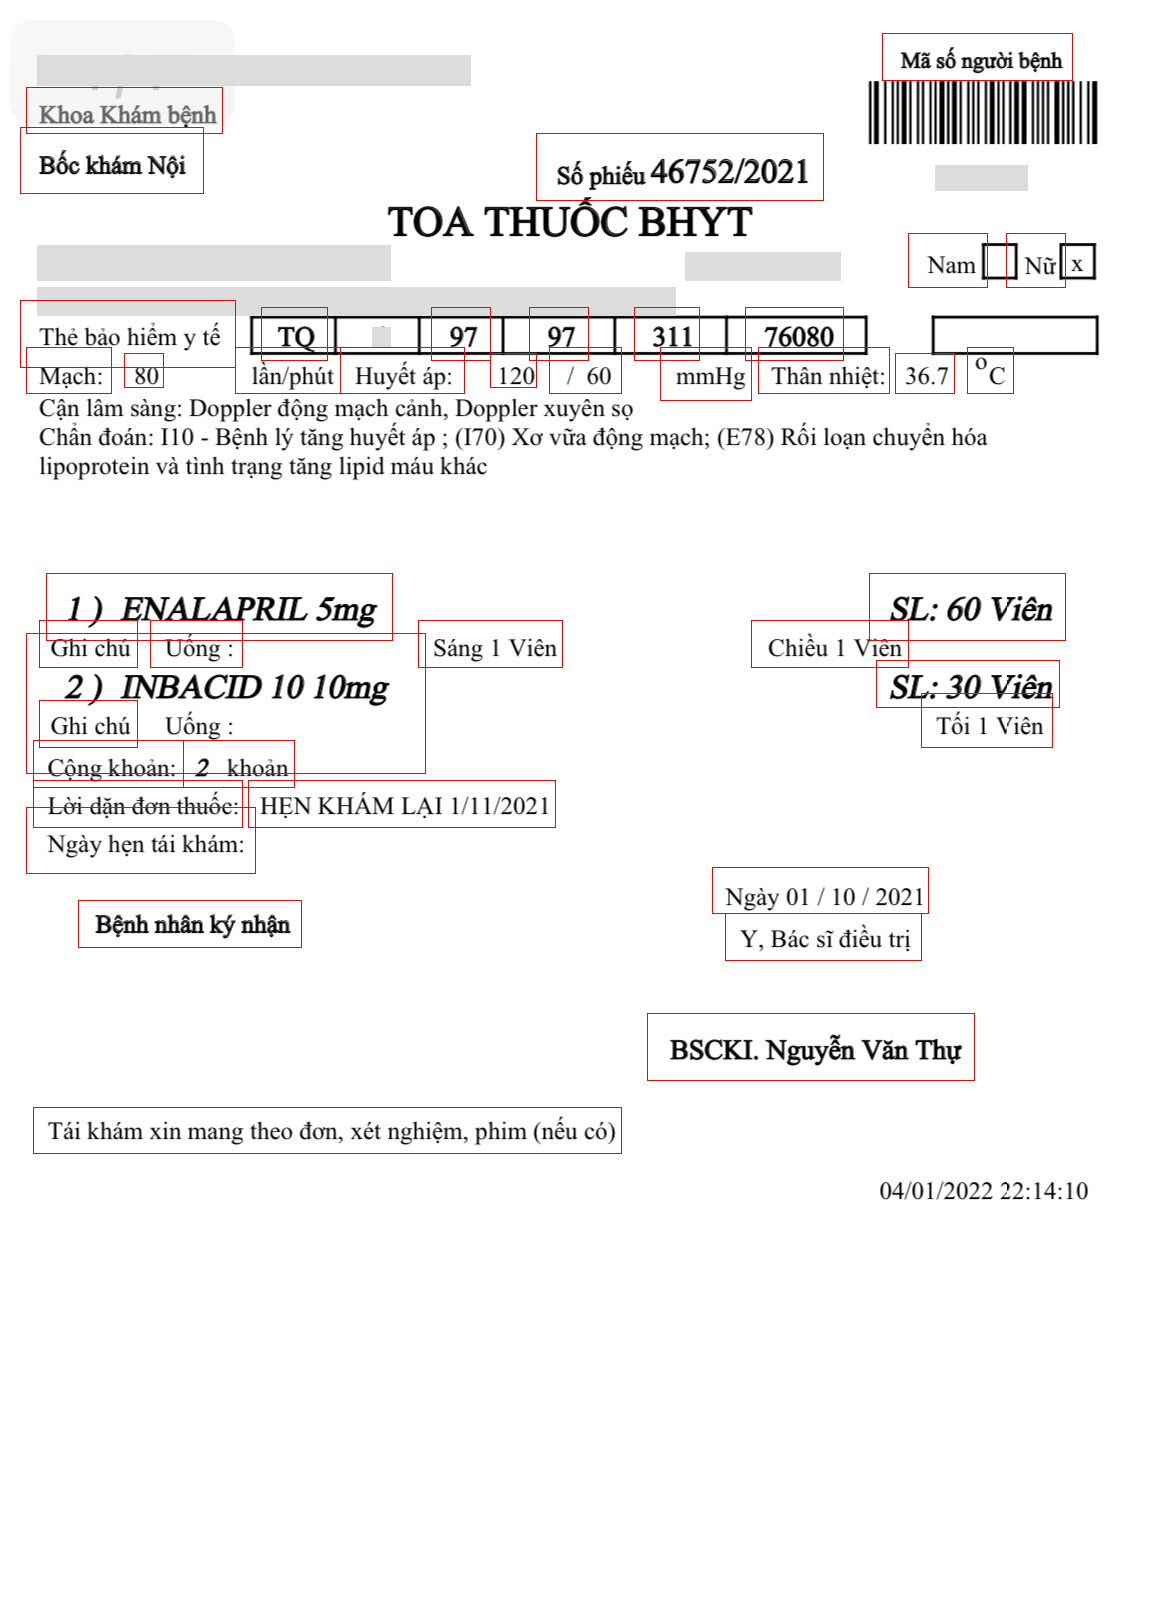 Mã số người bệnh
Khoa Khám bệnh
Bốc khám Nội
Số phiếu 46752/2021
TOA THUỐC BHYT
Nam Nữ x
Thẻ bảo hiểm y tế TQ 97 97 311 76080
Mạch: 80 lần/phút Huyết áp: 120 / 60 mmHg Thân nhiệt: 36.7 °C
Cận lâm sàng: Doppler động mạch cảnh, Doppler xuyên sọ
Chẩn đoán: I10 - Bệnh lý tăng huyết áp ; (I70) Xơ vữa động mạch; (E78) Rối loạn chuyển hóa
lipoprotein và tình trạng tăng lipid máu khác
1 ) ENALAPRIL 5mg SL: 60 Viên
Ghi chú Uống : Sáng 1 Viên Chiều 1 Viên
2 ) INBACID 10 10mg SL: 30 Viên
Ghi chú Uống : Tối 1 Viên
Cộng khoản: 2 khoản
Lời dặn đơn thuốc: HẸN KHÁM LẠI 1/11/2021
Ngày hẹn tái khám:
Ngày 01 / 10 / 2021
Bệnh nhân ký nhận
Y, Bác sĩ điều trị
BSCKI. Nguyễn Văn Thự
Tái khám xin mang theo đơn, xét nghiệm, phim (nếu có)
04/01/2022 22:14:10